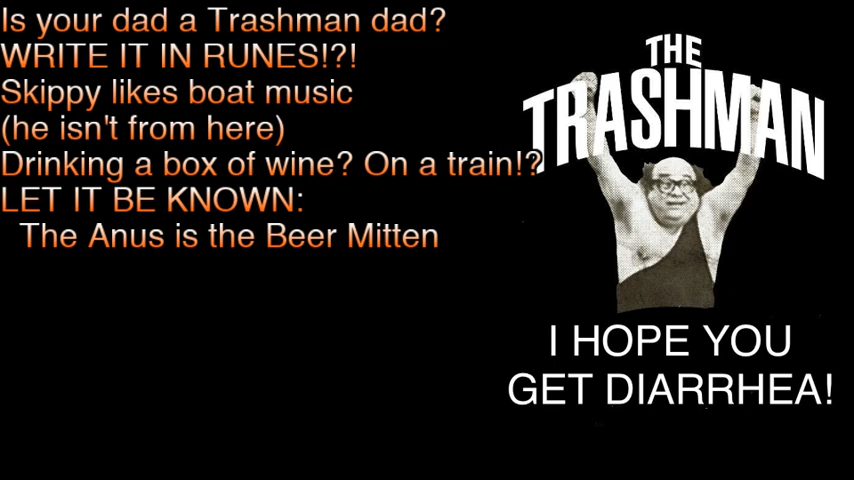 Is your dad a Trashman dad?
WRITE IT IN RUNES!?!
Skippy likes boat music
(he isn't from here)
Drinking a box of wine? On a train!?
LET IT BE KNOWN:
The Anus is the Beer Mitten
THE
TRASHMAN
I HOPE YOU
GET DIARRHEA!